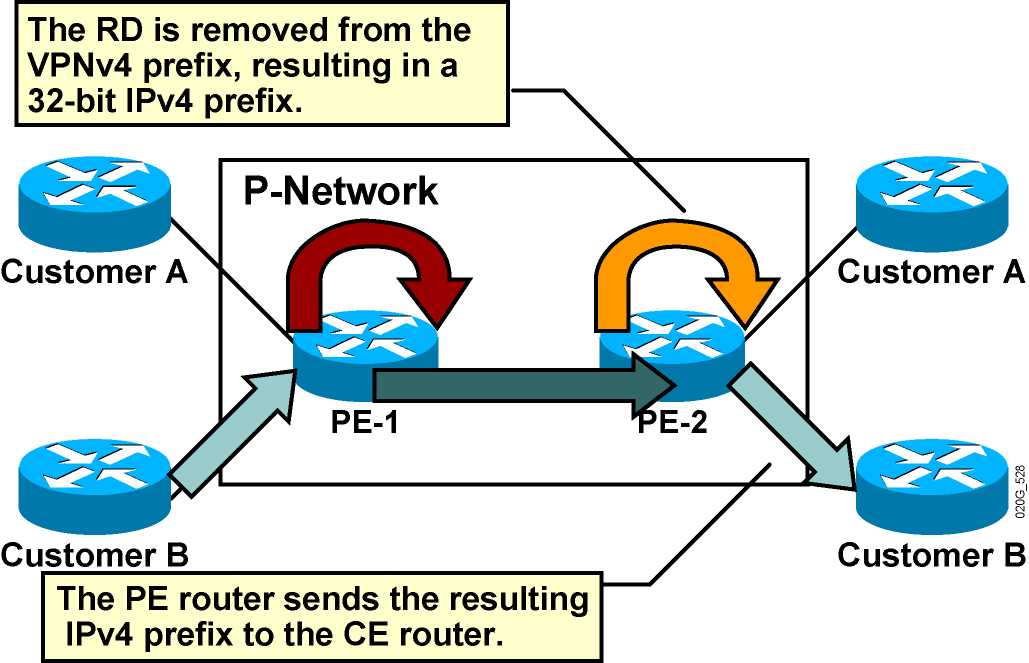 The RD is removed from the
VPNv4 prefix, resulting in a
32-bit IPv4 prefix.
P-Network
Customer A
Customer A
PE-1
PE-2
Customer B
Customer B
020G_528
The PE router sends the resulting
IPv4 prefix to the CE router.